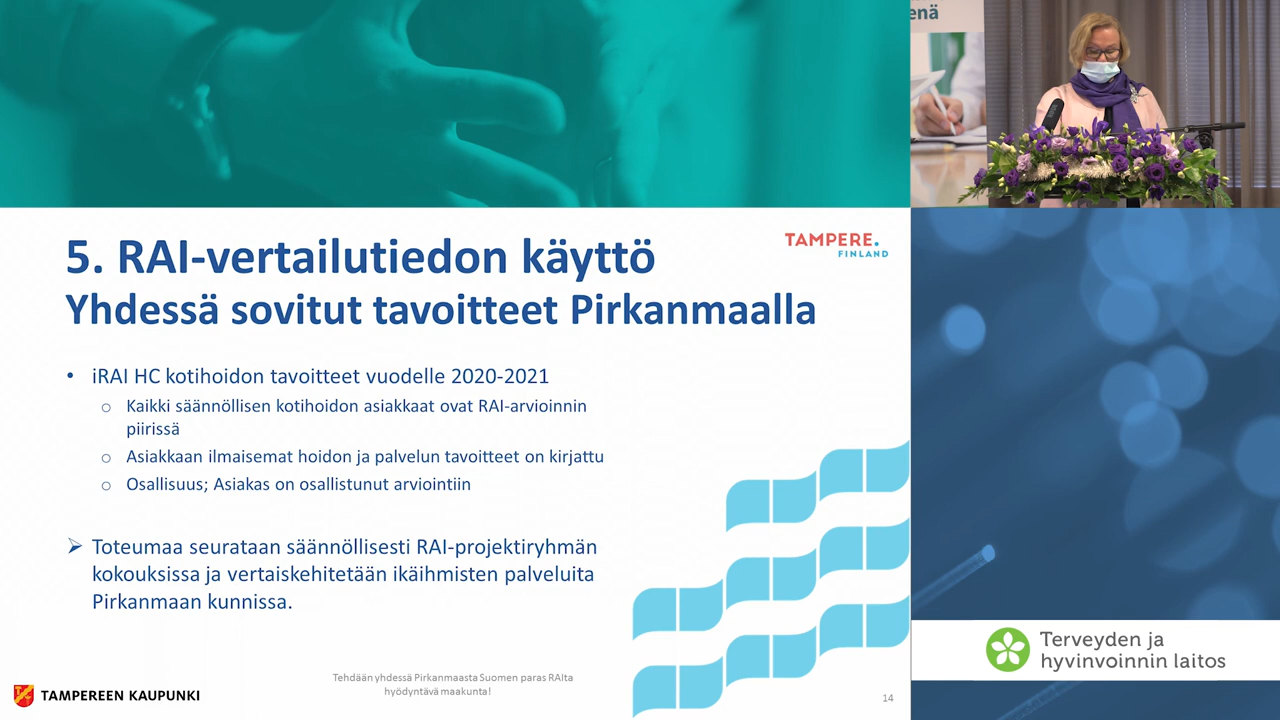 enä
5. RAI-vertailutiedon käyttö
TAMPERE.
FINLAND
Yhdessä sovitut tavoitteet Pirkanmaalla
• iRAI HC kotihoidon tavoitteet vuodelle 2020-2021
o Kaikki säännöllisen kotihoidon asiakkaat ovat RAI-arvioinnin
piirissä
o Asiakkaan ilmaisemat hoidon ja palvelun tavoitteet on kirjattu
o Osallisuus; Asiakas on osallistunut arviointiin
➢ Toteumaa seurataan säännöllisesti RAI-projektiryhmän
kokouksissa ja vertaiskehitetään ikäihmisten palveluita
Pirkanmaan kunnissa.
Terveyden ja
hyvinvoinnin laitos
TAMPEREEN KAUPUNKI
Tehdään yhdessä Pirkanmaasta Suomen paras RAIta
hyödyntävä maakunta!
14